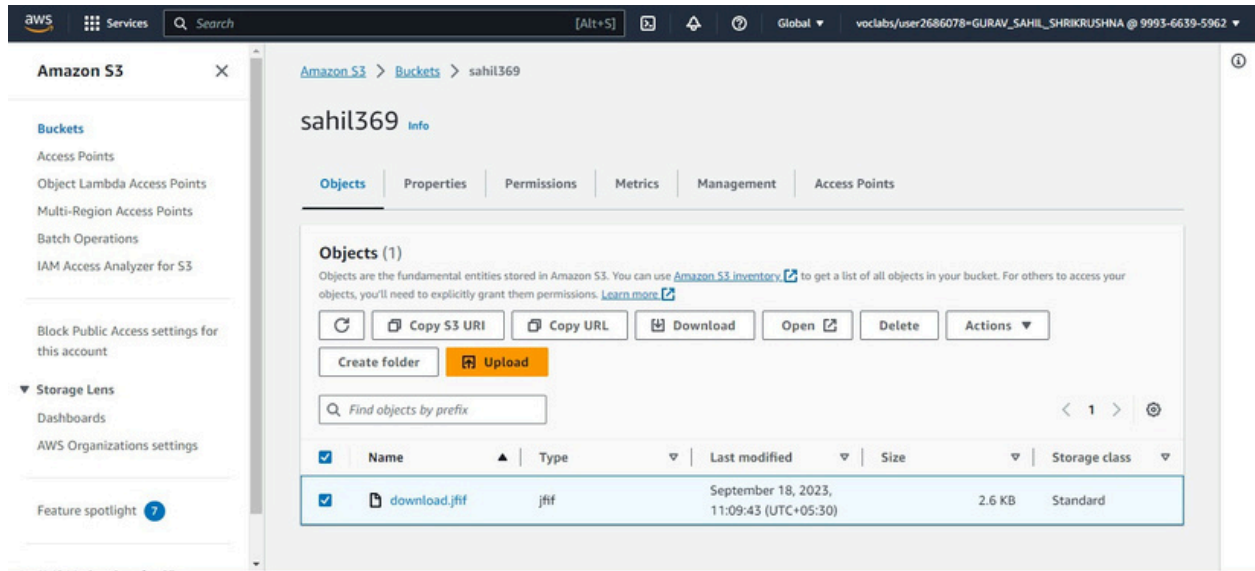 aws Services Search [Alt+S] Global ▼ voclabs/user2686078=GURAV_SAHIL_SHRIKRUSHNA @ 9993-6639-5962 ▼
Amazon S3
Buckets
Access Points
Object Lambda Access Points
Multi-Region Access Points
Batch Operations
IAM Access Analyzer for S3
Block Public Access settings for
this account
▼ Storage Lens
Dashboards
AWS Organizations settings
Feature spotlight 7
Amazon S3 > Buckets > sahil369
sahil369 Info
Objects Properties Permissions Metrics Management Access Points
Objects (1)
Objects are the fundamental entities stored in Amazon S3. You can use Amazon S3 inventory to get a list of all objects in your bucket. For others to access your
objects, you'll need to explicitly grant them permissions. Learn more
Copy S3 URI Copy URL Download Open Delete Actions ▼
Create folder Upload
Find objects by prefix < 1 >
Name Type Last modified Size Storage class
download.jfif jfif September 18, 2023, 2.6 KB Standard
11:09:43 (UTC+05:30)